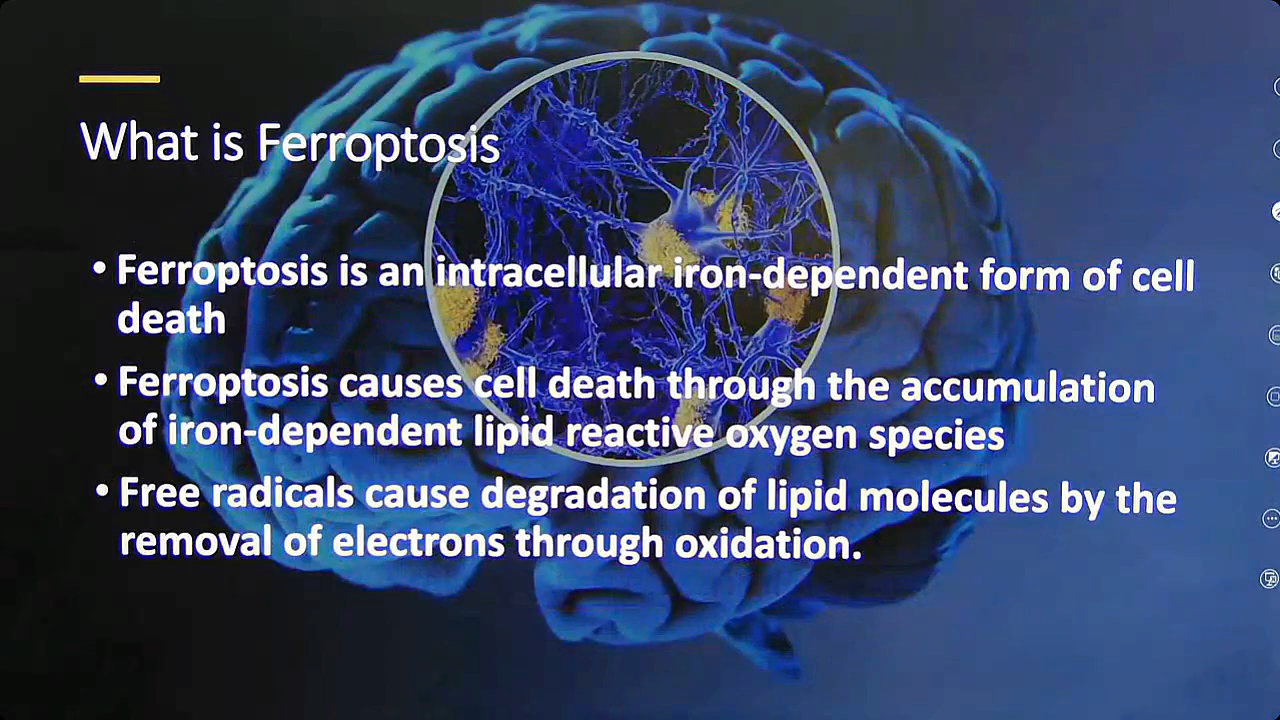 What is Ferroptosis
• Ferroptosis is an intracellular iron-dependent form of cell
death
• Ferroptosis causes cell death through the accumulation
of iron-dependent lipid reactive oxygen species
• Free radicals cause degradation of lipid molecules by the
removal of electrons through oxidation.